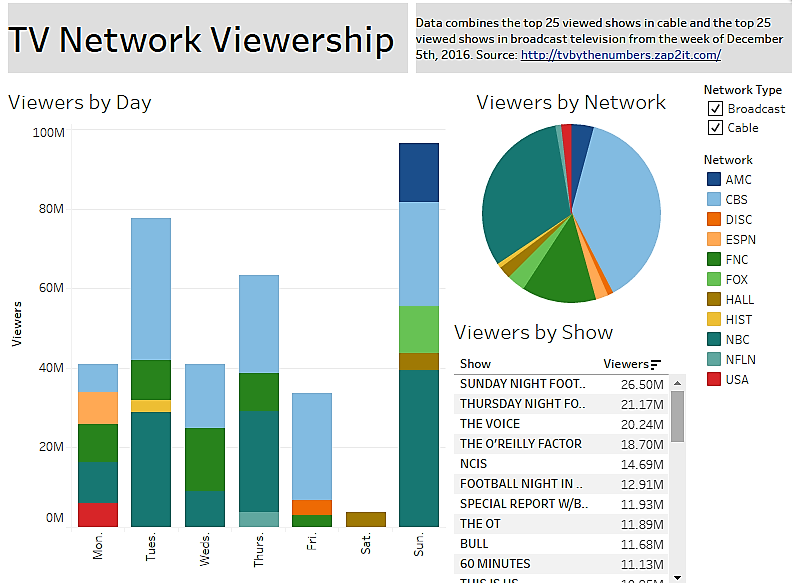 TV Network Viewership
Data combines the top 25 viewed shows in cable and the top 25
viewed shows in broadcast television from the week of December
5th, 2016. Source: http://tvbythenumbers.zap2it.com/
Viewers by Day
100M
80M
60M
40M
20M
0M
Viewers
Mon.
Tues.
Weds.
Thurs.
Fri.
Sat.
Sun.
Viewers by Network
Viewers by Show
Show Viewers
SUNDAY NIGHT FOOT.. 26.50M
THURSDAY NIGHT FO.. 21.17M
THE VOICE 20.24M
THE O'REILLY FACTOR 18.70M
NCIS 14.69M
FOOTBALL NIGHT IN .. 12.91M
SPECIAL REPORT W/B.. 11.93M
THE OT 11.89M
BULL 11.68M
60 MINUTES 11.13M
THIS IS US
Network Type
Broadcast
Cable
Network
AMC
CBS
DISC
ESPN
FNC
FOX
HALL
HIST
NBC
NFLN
USA